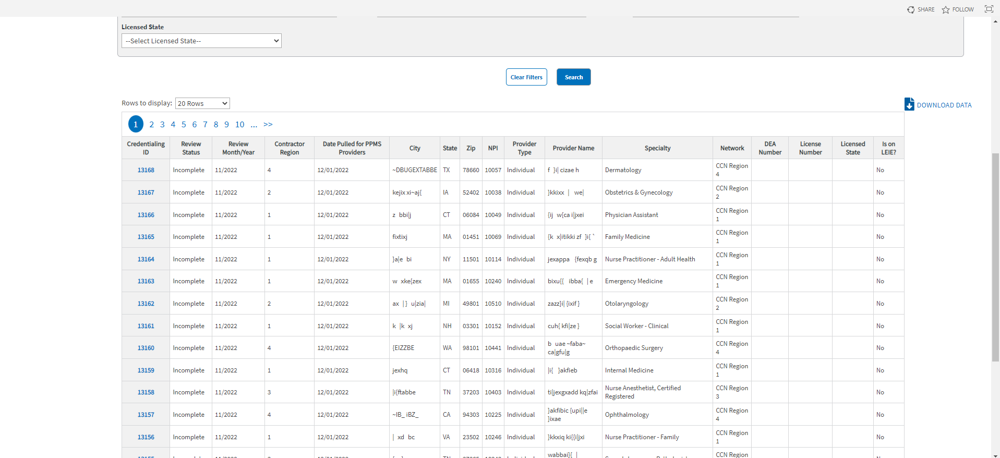 SHARE FOLLOW
Licensed State
--Select Licensed State--
Clear Filters Search
Rows to display: 20 Rows
DOWNLOAD DATA
1 2 3 4 5 6 7 8 9 10 ... >>
Credentialing ID Review Status Review Month/Year Contractor Region Date Pulled for PPMS Providers City State Zip NPI Provider Type Provider Name Specialty Network DEA Number License Number Licensed State Is on LEIE?
13168 Incomplete 11/2022 4 12/01/2022 ~DBUGEXTABBE TX 78660 10057 Individual f }i| cizae h Dermatology CCN Region 4 No
13167 Incomplete 11/2022 2 12/01/2022 kejix xi~aj{ IA 52402 10038 Individual }kkixx | we| Obstetrics & Gynecology CCN Region 2 No
13166 Incomplete 11/2022 1 12/01/2022 z bbi|j CT 06084 10049 Individual {ij w{ca i|jxei Physician Assistant CCN Region 1 No
13165 Incomplete 11/2022 1 12/01/2022 fixtixj MA 01451 10069 Individual {k x|itikki zf }i{ ` Family Medicine CCN Region 1 No
13164 Incomplete 11/2022 1 12/01/2022 }a|e bi NY 11501 10114 Individual jexappa {fexqb g Nurse Practitioner - Adult Health CCN Region 1 No
13163 Incomplete 11/2022 1 12/01/2022 w xke{zex MA 01655 10240 Individual bixu{{ ibba{ | e Emergency Medicine CCN Region 1 No
13162 Incomplete 11/2022 2 12/01/2022 ax | } u|zia| MI 49801 10510 Individual zazz}i| {ixif } Otolaryngology CCN Region 2 No
13161 Incomplete 11/2022 1 12/01/2022 k |k xj NH 03301 10152 Individual cuh{ kfi|ze } Social Worker - Clinical CCN Region 1 No
13160 Incomplete 11/2022 4 12/01/2022 {EIZZBE WA 98101 10441 Individual b uae ~faba~ ca|gfu|g Orthopaedic Surgery CCN Region 4 No
13159 Incomplete 11/2022 1 12/01/2022 jexhq CT 06418 10316 Individual |i{ }akfieb Internal Medicine CCN Region 1 No
13158 Incomplete 11/2022 3 12/01/2022 |i{ftabbe TN 37203 10403 Individual ti|jexgxadd kq|zfai Nurse Anesthetist, Certified Registered CCN Region 3 No
13157 Incomplete 11/2022 4 12/01/2022 ~IB_ iBZ_ CA 94303 10225 Individual }akfibic {upi||e }ixae Ophthalmology CCN Region 4 No
13156 Incomplete 11/2022 1 12/01/2022 | xd bc VA 23502 10246 Individual }kkxiq ki{{i|jxi Nurse Practitioner - Family CCN Region 1 No
wabbai}{ | CCN Region